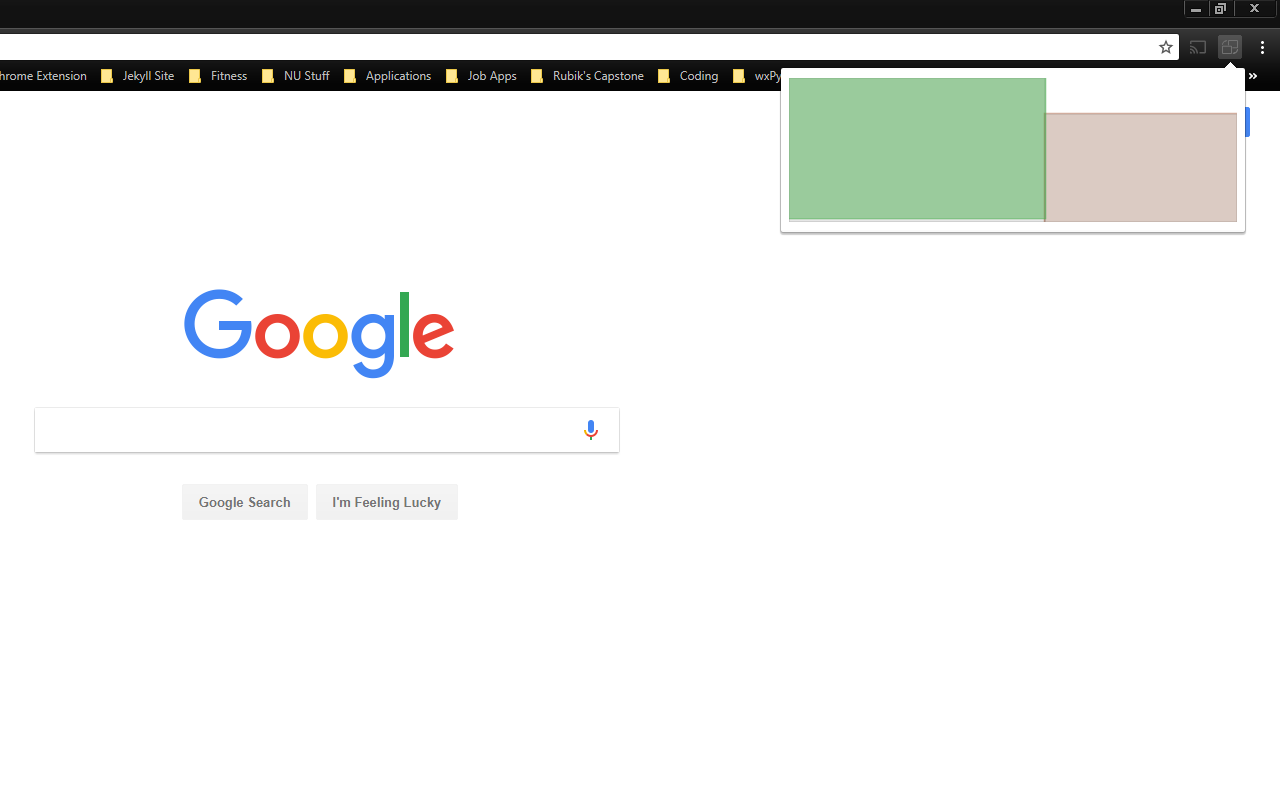 hrome Extension Jekyll Site Fitness NU Stuff Applications Job Apps Rubik's Capstone Coding wxPy »
Google
Google Search I'm Feeling Lucky